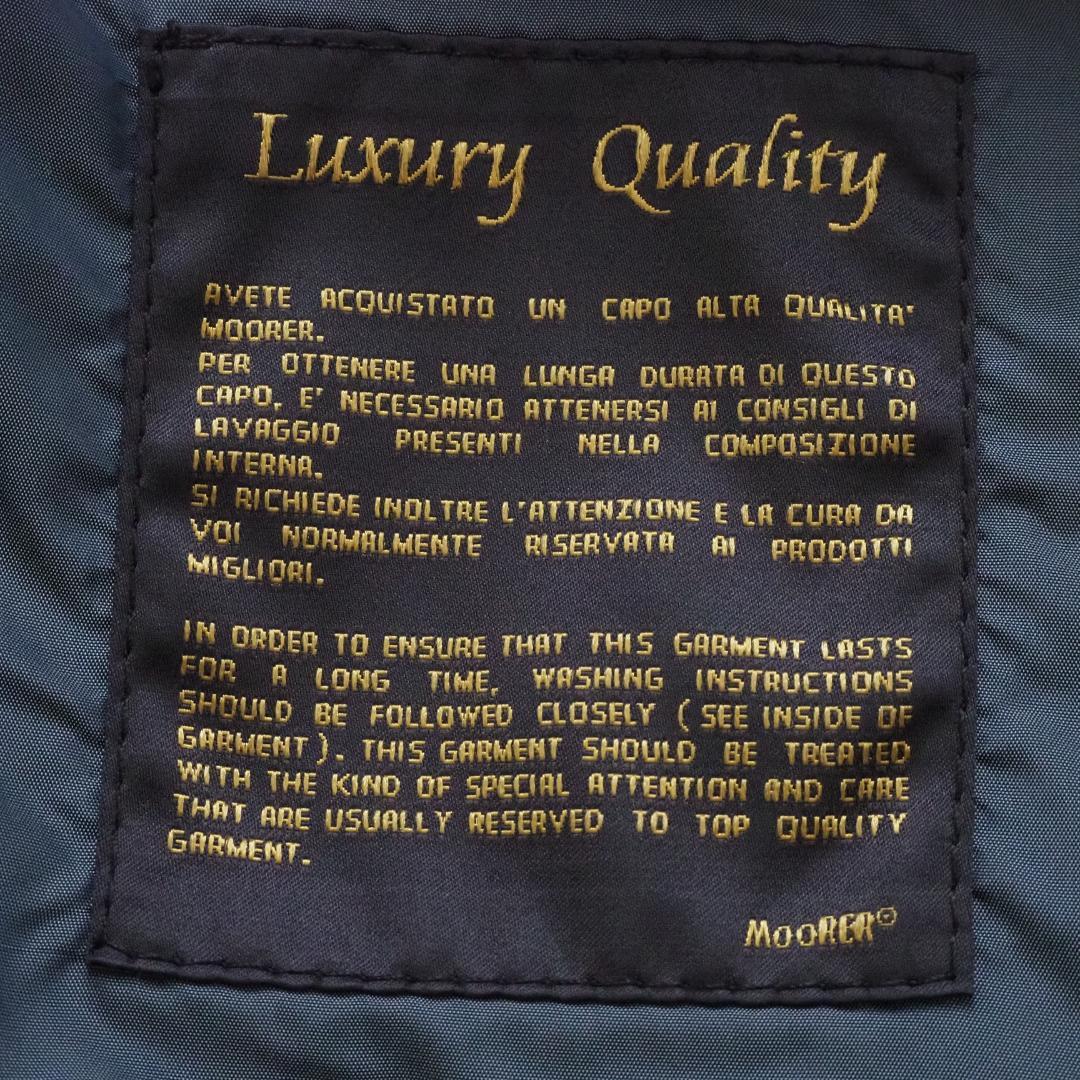 Luxury Quality
AVETE ACQUISTATO UN CAPO ALTA QUALITA'
MOORER.
PER OTTENERE UNA LUNGA DURATA DI QUESTO
CAPO, E' NECESSARIO ATTENERSI AI CONSIGLI DI
LAVAGGIO PRESENTI NELLA COMPOSIZIONE
INTERNA.
SI RICHIEDE INOLTRE L'ATTENZIONE E LA CURA DA
VOI NORMALMENTE RISERVATA AI PRODOTTI
MIGLIORI.
IN ORDER TO ENSURE THAT THIS GARMENT LASTS
FOR A LONG TIME, WASHING INSTRUCTIONS
SHOULD BE FOLLOWED CLOSELY ( SEE INSIDE OF
GARMENT ). THIS GARMENT SHOULD BE TREATED
WITH THE KIND OF SPECIAL ATTENTION AND CARE
THAT ARE USUALLY RESERVED TO TOP QUALITY
GARMENT.
MooRER®